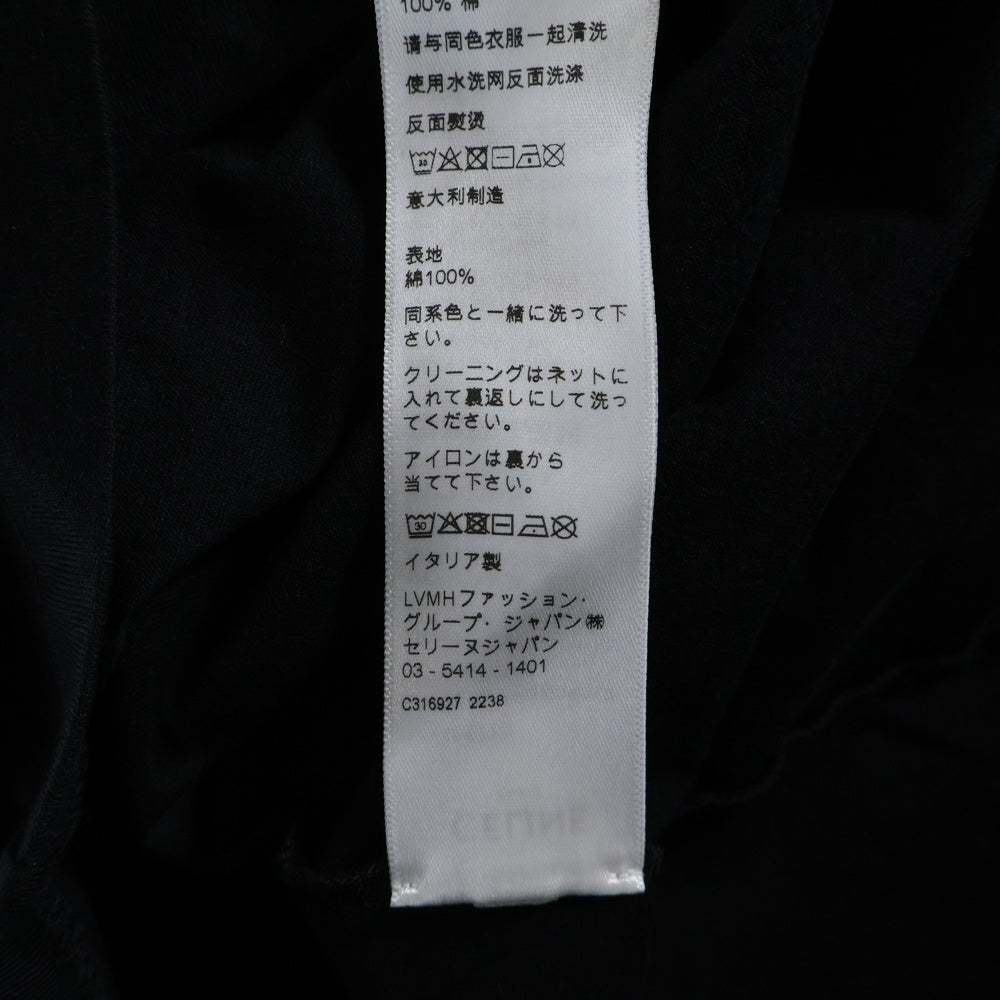 100% 棉
请与同色衣服一起清洗
使用水洗网反面洗涤
反面熨烫
30
意大利制造
表地
綿100%
同系色と一緒に洗って下
さい。
クリーニングはネットに
入れて裏返しにして洗っ
てください。
アイロンは裏から
当てて下さい。
30
イタリア製
LVMHファッション・
グループ・ジャパン㈱
セリーヌジャパン
03 - 5414 - 1401
C316927 2238
CELINE